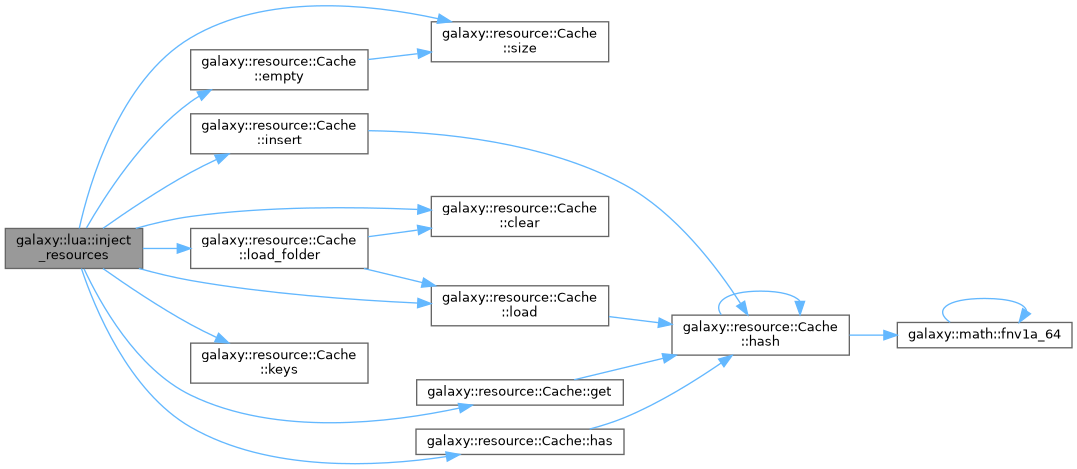 galaxy::lua::inject
_resources
galaxy::resource::Cache
::size
galaxy::resource::Cache
::empty
galaxy::resource::Cache
::insert
galaxy::resource::Cache
::clear
galaxy::resource::Cache
::load_folder
galaxy::resource::Cache
::load
galaxy::resource::Cache
::keys
galaxy::resource::Cache::get
galaxy::resource::Cache::has
galaxy::resource::Cache
::hash
galaxy::math::fnv1a_64